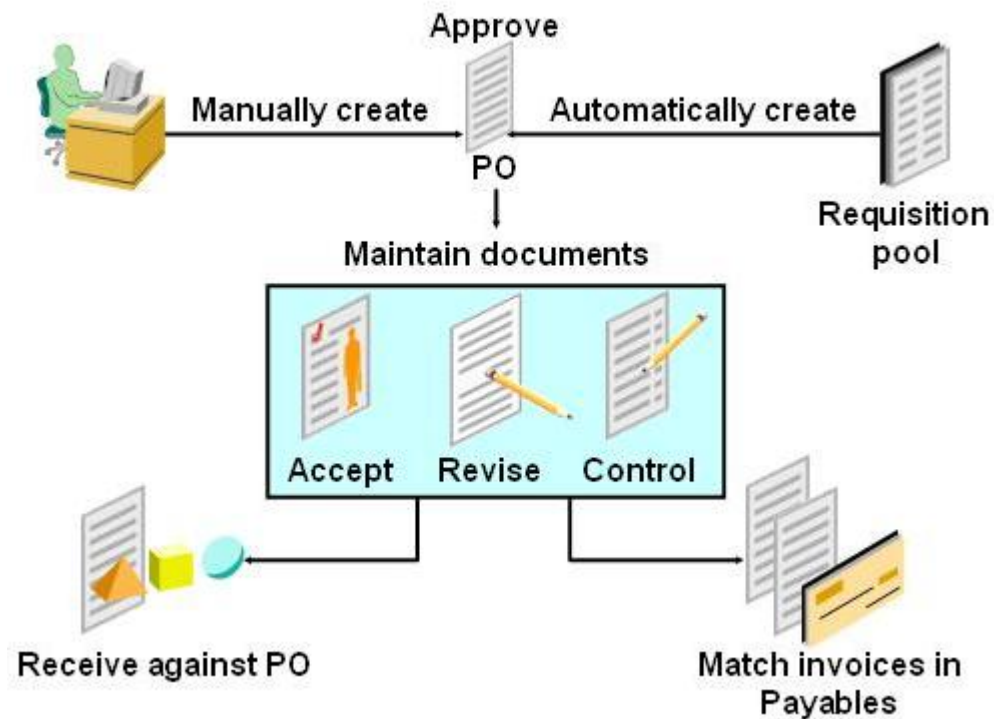 Approve
Manually create
Automatically create
PO
Requisition
pool
Maintain documents
Accept
Revise
Control
Receive against PO
Match invoices in
Payables